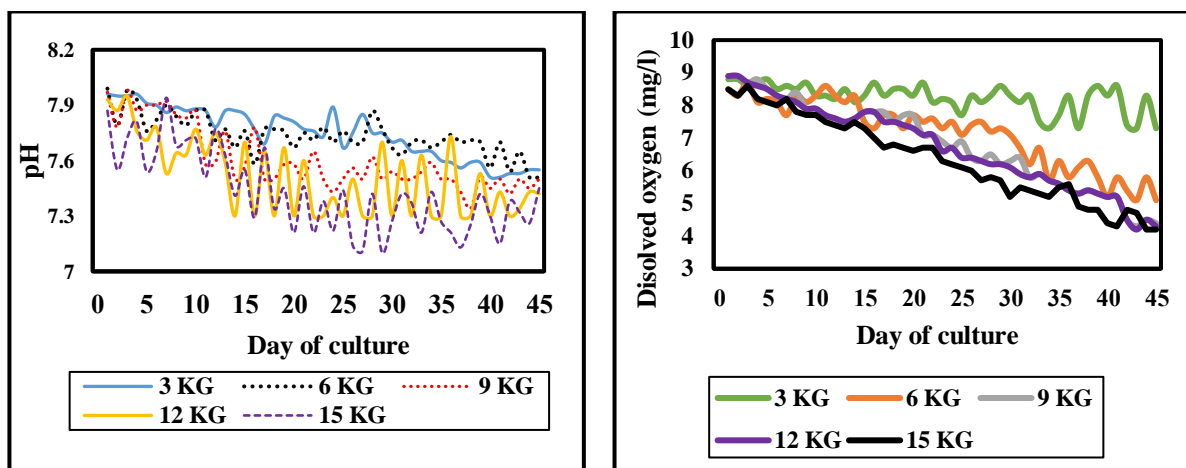 8.2
7.9
7.6
7.3
7
pH
0 5 10 15 20 25 30 35 40 45
Day of culture
3 KG 6 KG 9 KG
12 KG 15 KG
10
9
8
7
6
5
4
3
Disolved oxygen (mg/l)
0 5 10 15 20 25 30 35 40 45
Day of culture
3 KG 6 KG 9 KG
12 KG 15 KG